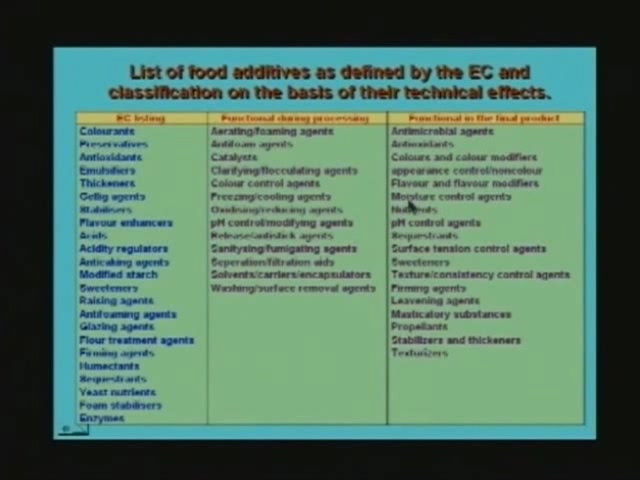 List of food additives as defined by the EC and
classification on the basis of their technical effects.
EC listing
Colourants
Preservatives
Antioxidants
Emulsifiers
Thickeners
Gellig agents
Stabilisers
Flavour enhancers
Acids
Acidity regulators
Anticaking agents
Modified starch
Sweeteners
Raising agents
Antifoaming agents
Glazing agents
Flour treatment agents
Firming agents
Humectants
Sequestrants
Yeast nutrients
Foam stabilisers
Enzymes
Functional during processing
Aerating/foaming agents
Antifoam agents
Catalysts
Clarifying/flocculating agents
Colour control agents
Freezing/cooling agents
Oxidising/reducing agents
pH control/modifying agents
Release/antistick agents
Sanitysing/fumigating agents
Seperation/filtration aids
Solvents/carriers/encapsulators
Washing/surface removal agents
Functional in the final product
Antimicrobial agents
Antioxidants
Colours and colour modifiers
appearance control/noncolour
Flavour and flavour modifiers
Moisture control agents
Nutrients
pH control agents
Sequestrants
Surface tension control agents
Sweeteners
Texture/consistency control agents
Firming agents
Leavening agents
Masticatory substances
Propellants
Stabilizers and thickeners
Texturizers